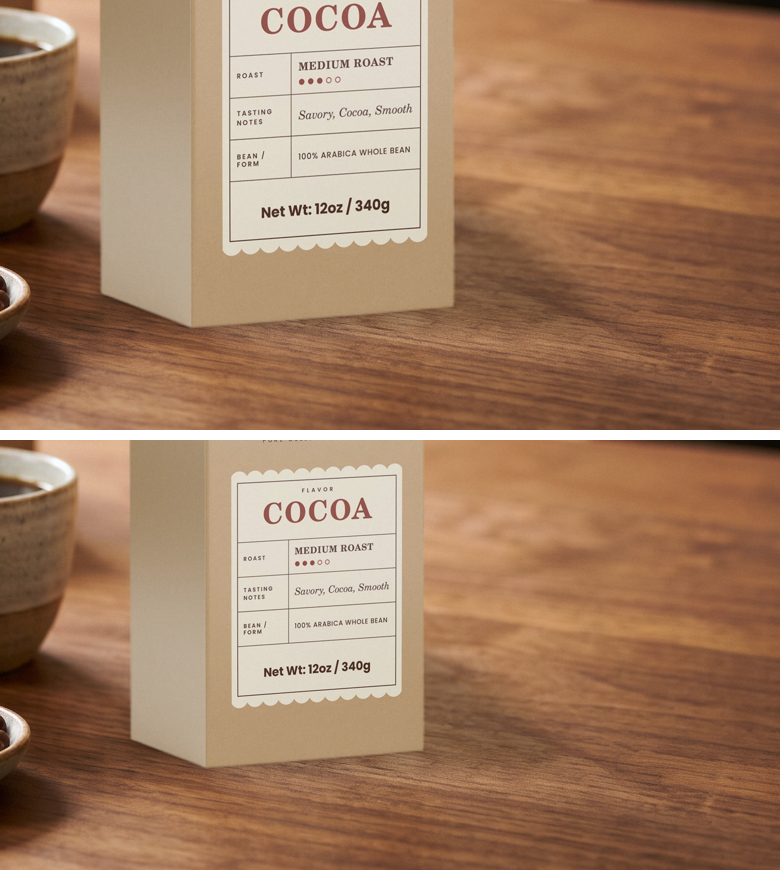 COCOA
ROAST
MEDIUM ROAST
TASTING
NOTES
Savory, Cocoa, Smooth
BEAN /
FORM
100% ARABICA WHOLE BEAN
Net Wt: 12oz / 340g
FLAVOR
COCOA
ROAST
MEDIUM ROAST
TASTING
NOTES
Savory, Cocoa, Smooth
BEAN /
FORM
100% ARABICA WHOLE BEAN
Net Wt: 12oz / 340g